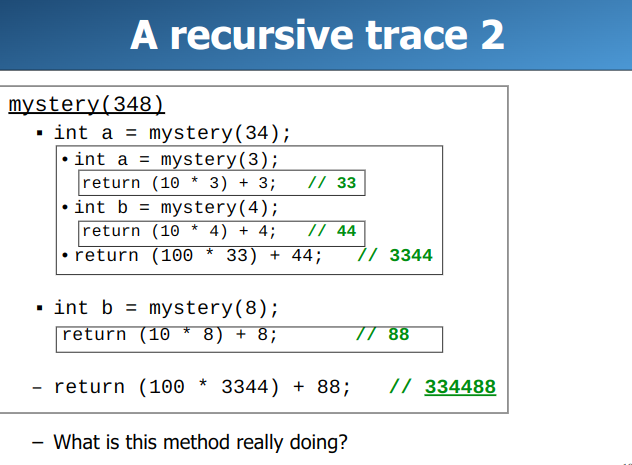 A recursive trace 2
mystery(348)
▪ int a = mystery(34);
• int a = mystery(3);
return (10 * 3) + 3; // 33
• int b = mystery(4);
return (10 * 4) + 4; // 44
• return (100 * 33) + 44; // 3344
▪ int b = mystery(8);
return (10 * 8) + 8; // 88
– return (100 * 3344) + 88; // 334488
– What is this method really doing?